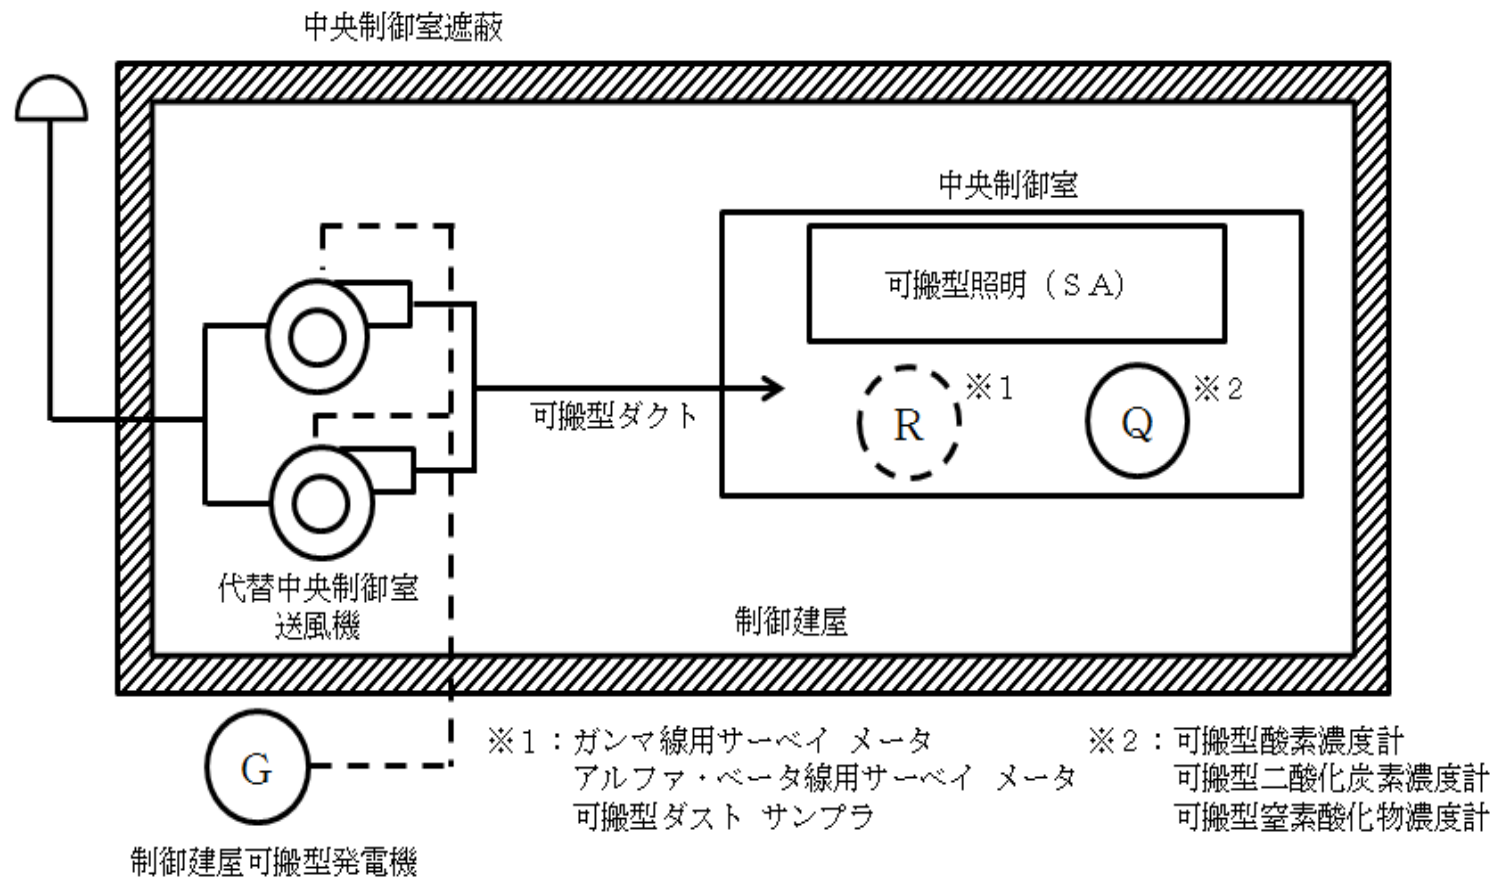 中央制御室遮蔽
中央制御室
可搬型照明（ＳＡ）
※１
※２
R
Q
可搬型ダクト
代替中央制御室
送風機
制御建屋
G
制御建屋可搬型発電機
※１：ガンマ線用サーベイ メータ
アルファ・ベータ線用サーベイ メータ
可搬型ダスト サンプラ
※２：可搬型酸素濃度計
可搬型二酸化炭素濃度計
可搬型窒素酸化物濃度計